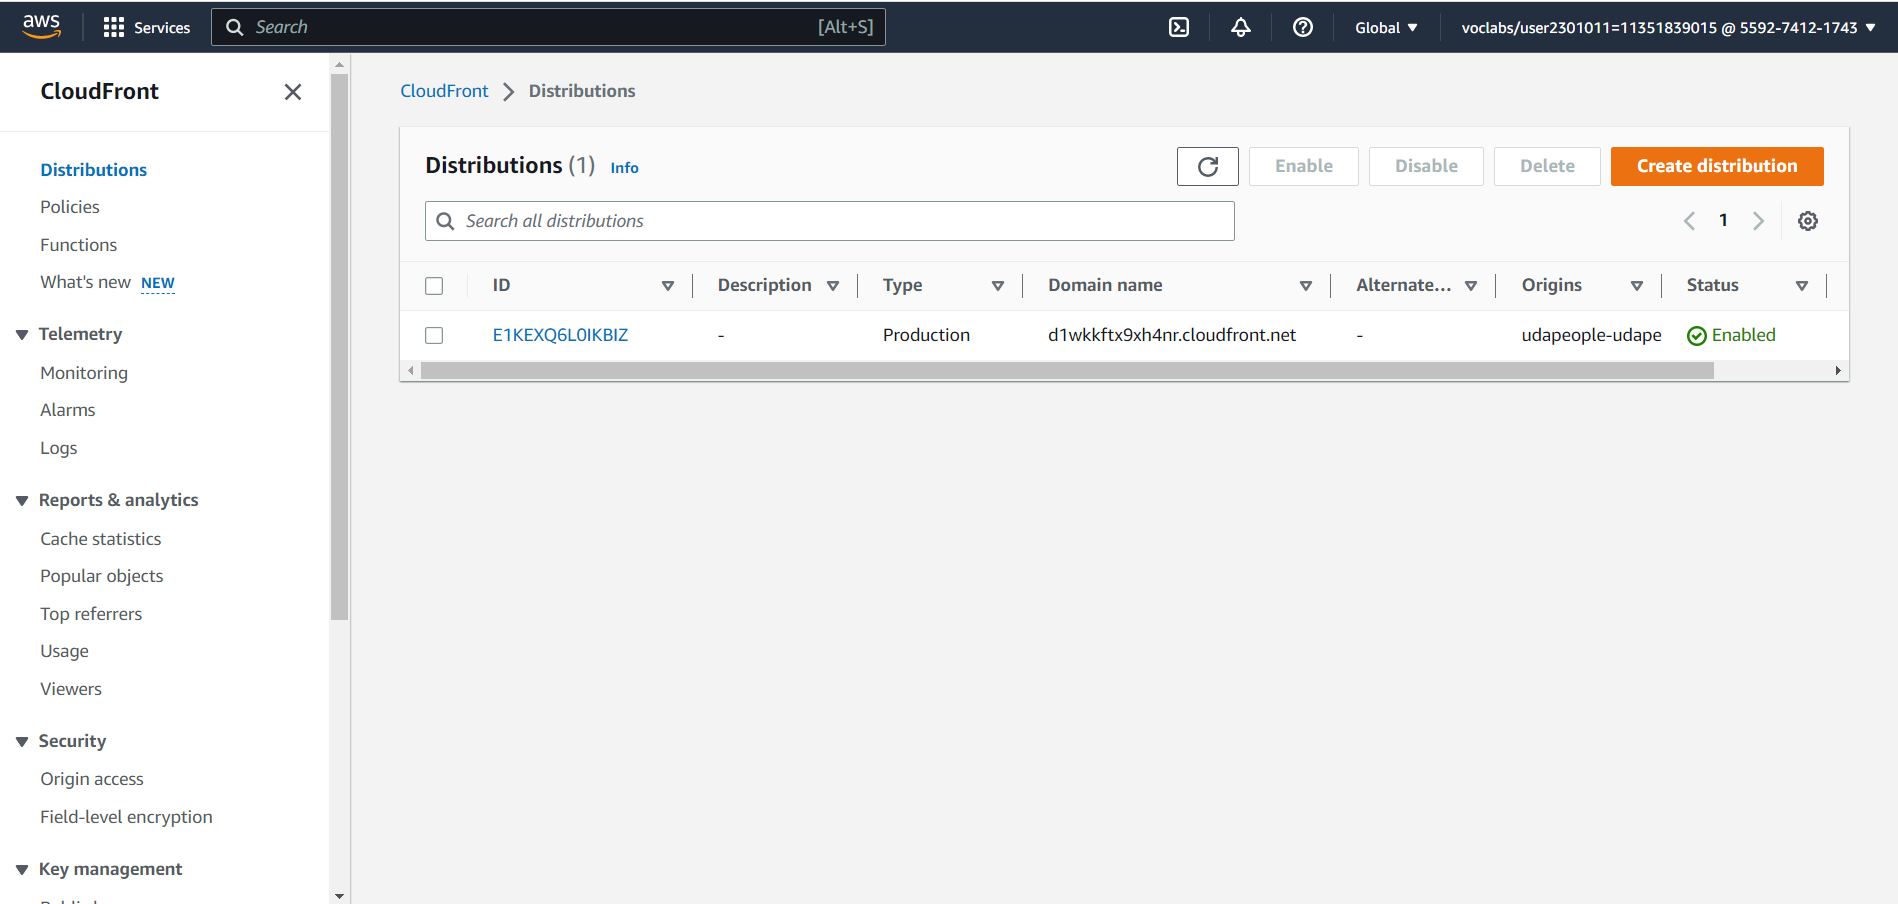 aws Services Search [Alt+S] Global voclabs/user2301011=11351839015 @ 5592-7412-1743
CloudFront
Distributions
Policies
Functions
What's new NEW
Telemetry
Monitoring
Alarms
Logs
Reports & analytics
Cache statistics
Popular objects
Top referrers
Usage
Viewers
Security
Origin access
Field-level encryption
Key management
CloudFront Distributions
Distributions (1) Info Enable Disable Delete Create distribution
Search all distributions 1
ID Description Type Domain name Alternate... Origins Status
E1KEXQ6L0IKBIZ - Production d1wkkftx9xh4nr.cloudfront.net - udapeople-udape Enabled